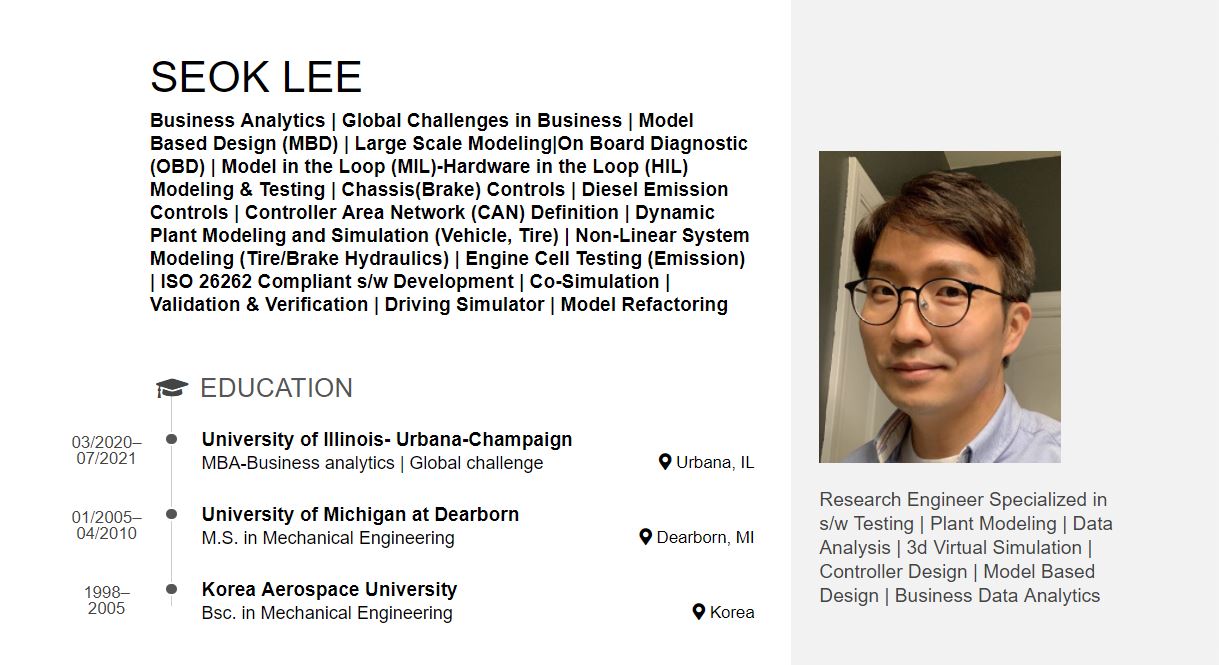 SEOK LEE
Business Analytics | Global Challenges in Business | Model
Based Design (MBD) | Large Scale Modeling|On Board Diagnostic
(OBD) | Model in the Loop (MIL)-Hardware in the Loop (HIL)
Modeling & Testing | Chassis(Brake) Controls | Diesel Emission
Controls | Controller Area Network (CAN) Definition | Dynamic
Plant Modeling and Simulation (Vehicle, Tire) | Non-Linear System
Modeling (Tire/Brake Hydraulics) | Engine Cell Testing (Emission)
| ISO 26262 Compliant s/w Development | Co-Simulation |
Validation & Verification | Driving Simulator | Model Refactoring
EDUCATION
03/2020–
07/2021
University of Illinois- Urbana-Champaign
MBA-Business analytics | Global challenge
Urbana, IL
01/2005–
04/2010
University of Michigan at Dearborn
M.S. in Mechanical Engineering
Dearborn, MI
1998–
2005
Korea Aerospace University
Bsc. in Mechanical Engineering
Korea
Research Engineer Specialized in
s/w Testing | Plant Modeling | Data
Analysis | 3d Virtual Simulation |
Controller Design | Model Based
Design | Business Data Analytics